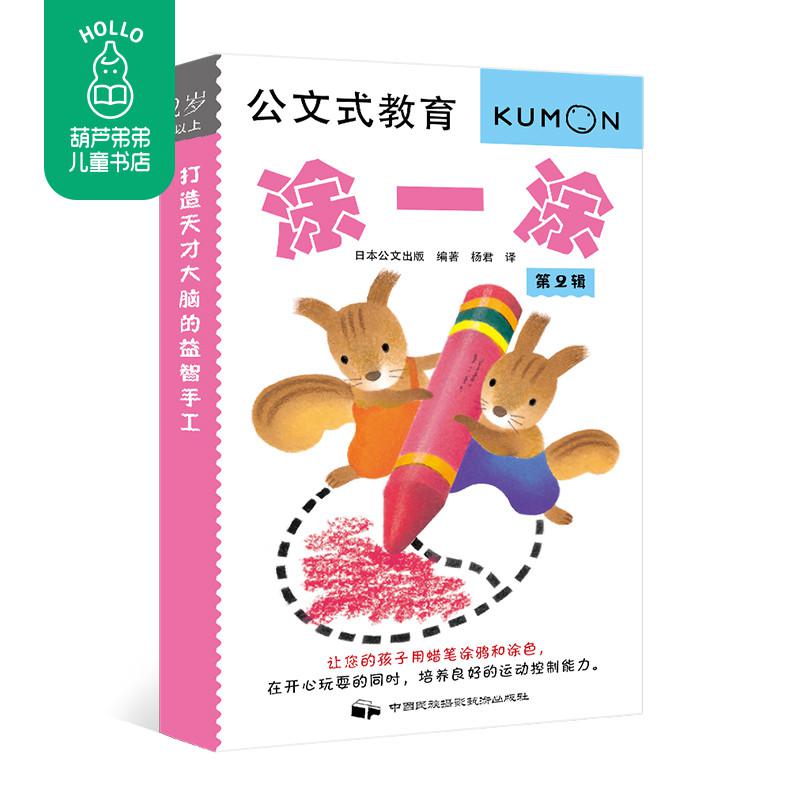 HOLLO
葫芦弟弟
儿童书店
2岁
以上
打造天才大脑的益智手工
公文式教育
KUMON
涂一涂
日本公文出版 编著 杨君 译
第2辑
让您的孩子用蜡笔涂鸦和涂色，
在开心玩耍的同时，培养良好的运动控制能力。
中国民族摄影艺术出版社